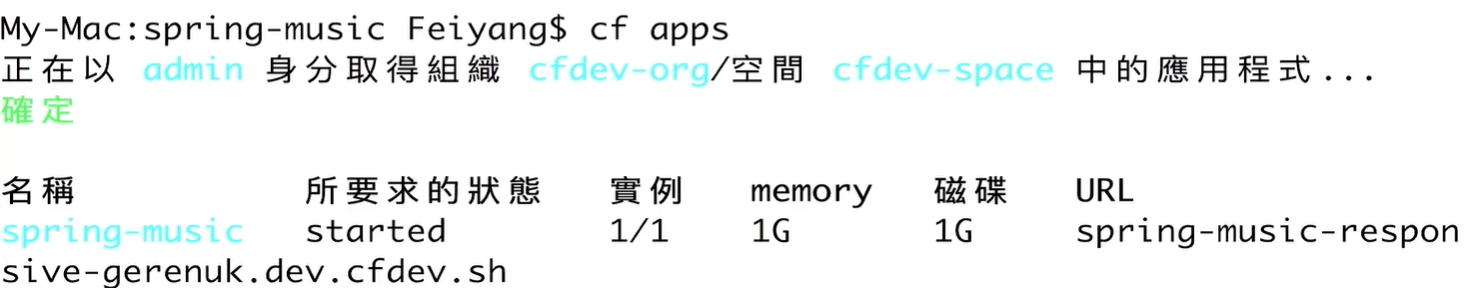 My-Mac:spring-music Feiyang$ cf apps
正在以 admin 身分取得組織 cfdev-org/空間 cfdev-space 中的應用程式...
確定
名稱 所要求的狀態 實例 memory 磁碟 URL
spring-music started 1/1 1G 1G spring-music-respon
sive-gerenuk.dev.cfdev.sh